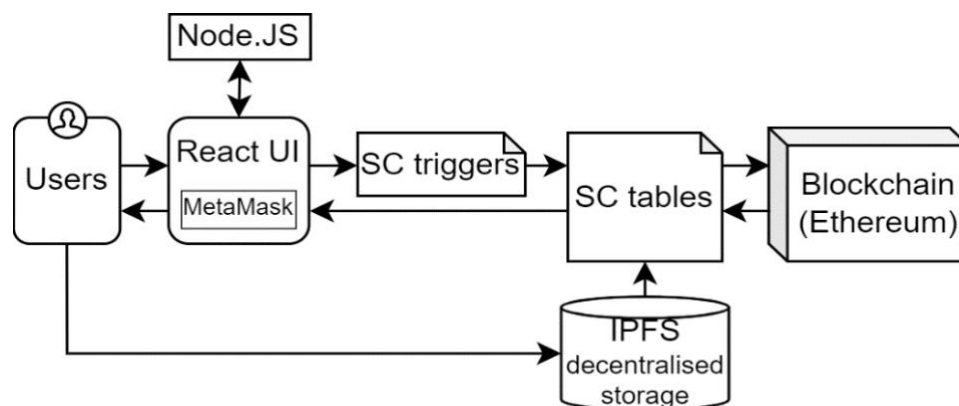 Node.JS
Users
React UI
MetaMask
SC triggers
SC tables
Blockchain
(Ethereum)
IPFS
decentralised
storage